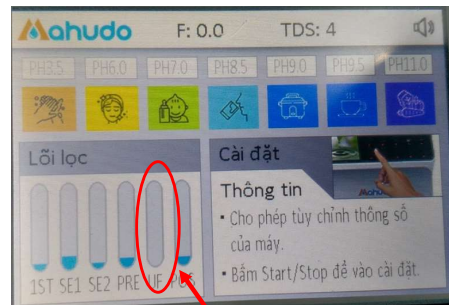 Mahudo F: 0.0 TDS: 4
PH3.5 PH6.0 PH7.0 PH8.5 PH9.0 PH9.5 PH11.0
Lõi lọc
1ST SE1 SE2 PRE UF POS
Cài đặt
Thông tin
• Cho phép tùy chỉnh thông số
của máy.
• Bấm Start/Stop để vào cài đặt.